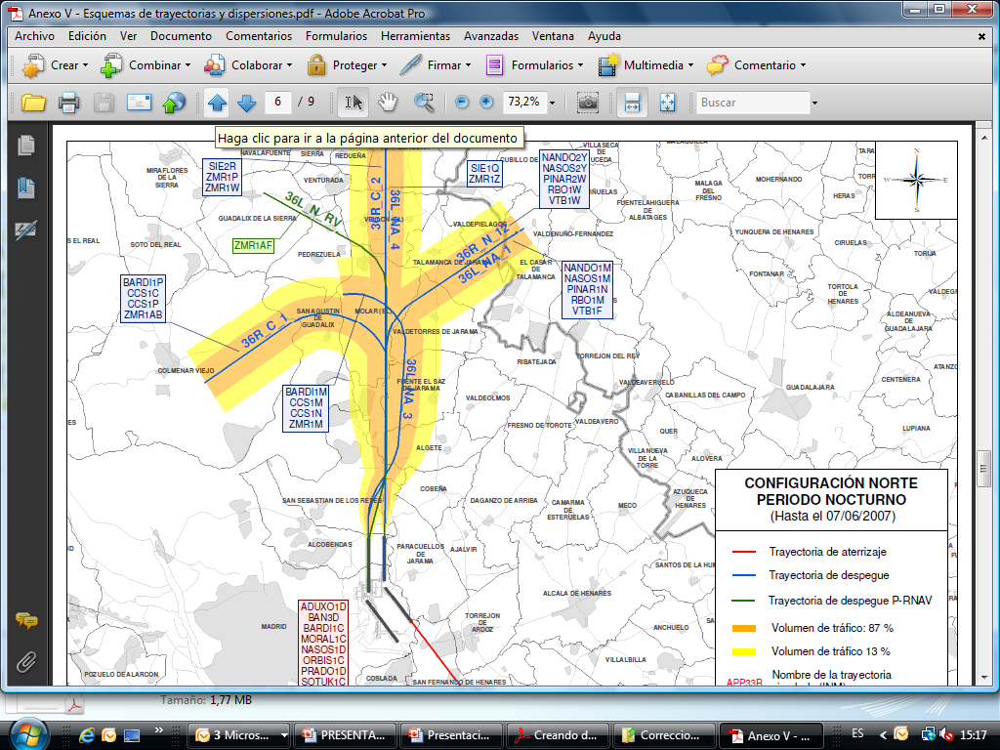 Anexo V - Esquemas de trayectorias y dispersiones.pdf - Adobe Acrobat Pro
Archivo Edición Ver Documento Comentarios Formularios Herramientas Avanzadas Ventana Ayuda
Crear Combinar Colaborar Proteger Firmar Formularios Multimedia Comentario
6 / 9 73,2% Buscar
Haga clic para ir a la página anterior del documento
NAVALAFUENTE
SIERRA
REDUEÑA
CUBILLO DE
VILLASECA
DE
UCEDA
MIRAFLORES
DE LA
SIERRA
SIE2R
ZMR1P
ZMR1W
VENTURADA
36R_C_2
36L_NA_4
SIE1Q
ZMR1Z
NANDO2Y
NASOS2Y
PINAR2W
RBO1W
VTB1W
MALAGA
DEL
FRESNO
MOHERNANDO
TARA
TORR
HERAS
N
W
E
S
36L_N_RV
GUADALIX DE LA SIERRA
FUENTELAHIGUERA
DE
ALBATAGES
VALDEPIELAGOS
VALDENUÑO-FERNANDEZ
YUNQUERA DE HENARES
CIRUELAS
S EL REAL
SOTO DEL REAL
ZMR1AF
PEDREZUELA
36R_N_12
36L_NA_1
TALAMANCA DE JARAMA
EL CASAR
DE
TALAMANCA
TORIJA
FONTANAR
BARDI1P
CCS1C
CCS1P
ZMR1AB
NANDO1M
NASOS1M
PINAR1N
RBO1M
VTB1F
TORTOLA
DE
HENARES
VALDEG
SAN AGUSTIN
DE
GUADALIX
MOLAR (EL)
36R_C_1
VALDETORRES DE JARAMA
ALDEANUEVA
DE
GUADALAJARA
COLMENAR VIEJO
RIBATEJADA
TORREJON DEL REY
ATANZO
36L_NA_3
FUENTE EL SAZ
DE JARAMA
VALDEAVERUELO
CENTENERA
BARDI1M
CCS1M
CCS1N
ZMR1M
VALDEOLMOS
CABANILLAS DEL CAMPO
GUADALAJARA
ES
FRESNO DE TOROTE
VALDEAVERO
QUER
LUPIANA
ALGETE
VILLANUEVA
DE LA
TORRE
ALOVERA
COBEÑA
SAN SEBASTIAN DE LOS REYES
DAGANZO DE ARRIBA
CAMARMA
DE
ESTERUELAS
MECO
AZUQUECA
DE
HENARES
CONFIGURACIÓN NORTE
PERIODO NOCTURNO
(Hasta el 07/06/2007)
ID
ALCOBENDAS
PARACUELLOS
DE
JARAMA
AJALVIR
Trayectoria de aterrizaje
SANTOS DE LA HUM
Trayectoria de despegue
ALCALA DE HENARES
Trayectoria de despegue P-RNAV
ADUXO1D
BAN3D
BARDI1C
MORAL1C
NASOS1D
ORBIS1C
PRADO1D
SOTUK1C
MADRID
TORREJON
DE
ARDOZ
ANCHUELO
Volumen de tráfico: 87 %
Volumen de tráfico 13 %
VILLALBILLA
POZUELO DE ALARCON
COSLADA
SAN FERNANDO DE HENARES
APP33R
Nombre de la trayectoria
Tamaño: 1,77 MB
3 Micros... PRESENTA... Presentaci... Creando d... Correccio... Anexo V - ... ES 15:17